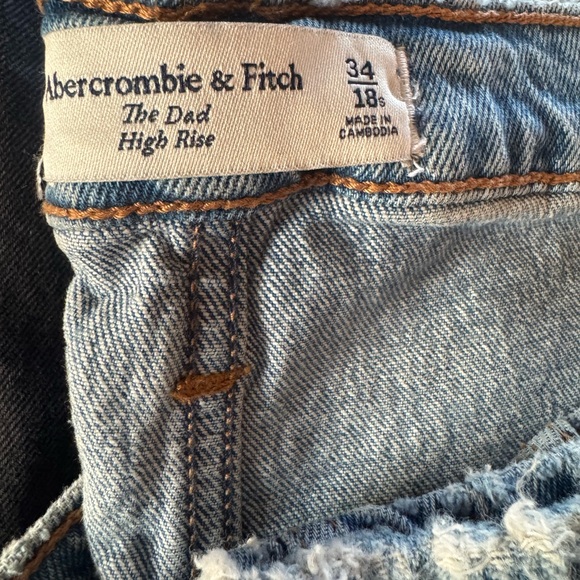 Abercrombie & Fitch
The Dad
High Rise
34
18s
MADE IN
CAMBODIA